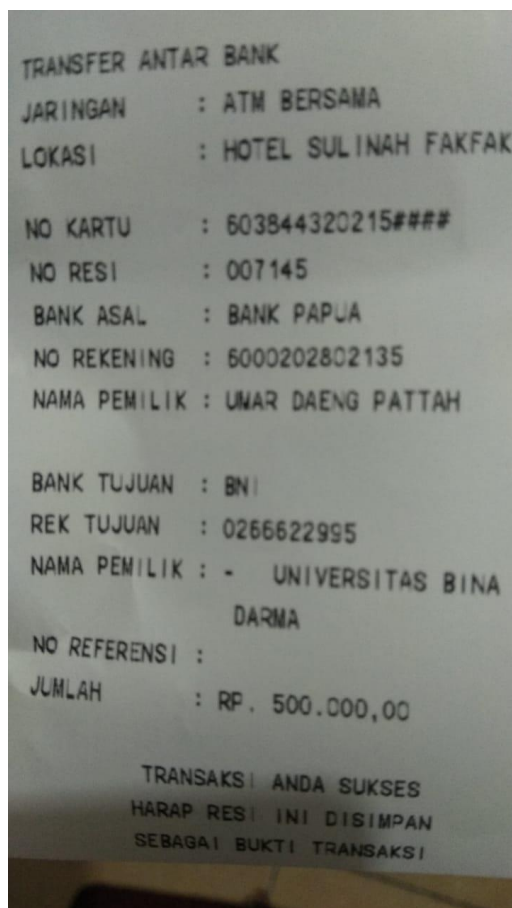 TRANSFER ANTAR BANK
JARINGAN : ATM BERSAMA
LOKASI : HOTEL SULINAH FAKFAK
NO KARTU : 603844320215####
NO RESI : 007145
BANK ASAL : BANK PAPUA
NO REKENING : 6000202802135
NAMA PEMILIK : UMAR DAENG PATTAH
BANK TUJUAN : BNI
REK TUJUAN : 0266622995
NAMA PEMILIK : - UNIVERSITAS BINA
DARMA
NO REFERENSI :
JUMLAH : RP. 500.000,00
TRANSAKSI ANDA SUKSES
HARAP RESI INI DISIMPAN
SEBAGAI BUKTI TRANSAKSI